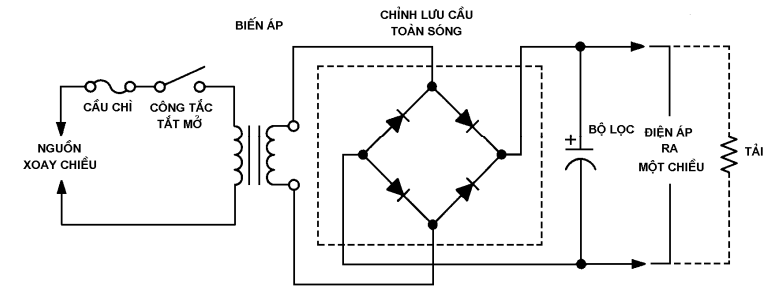 BIẾN ÁP
CHỈNH LƯU CẦU
TOÀN SÓNG
CẦU CHÌ
CÔNG TẮC
TẮT MỞ
NGUỒN
XOAY CHIỀU
+
BỘ LỌC
ĐIỆN ÁP
RA
MỘT CHIỀU
TẢI